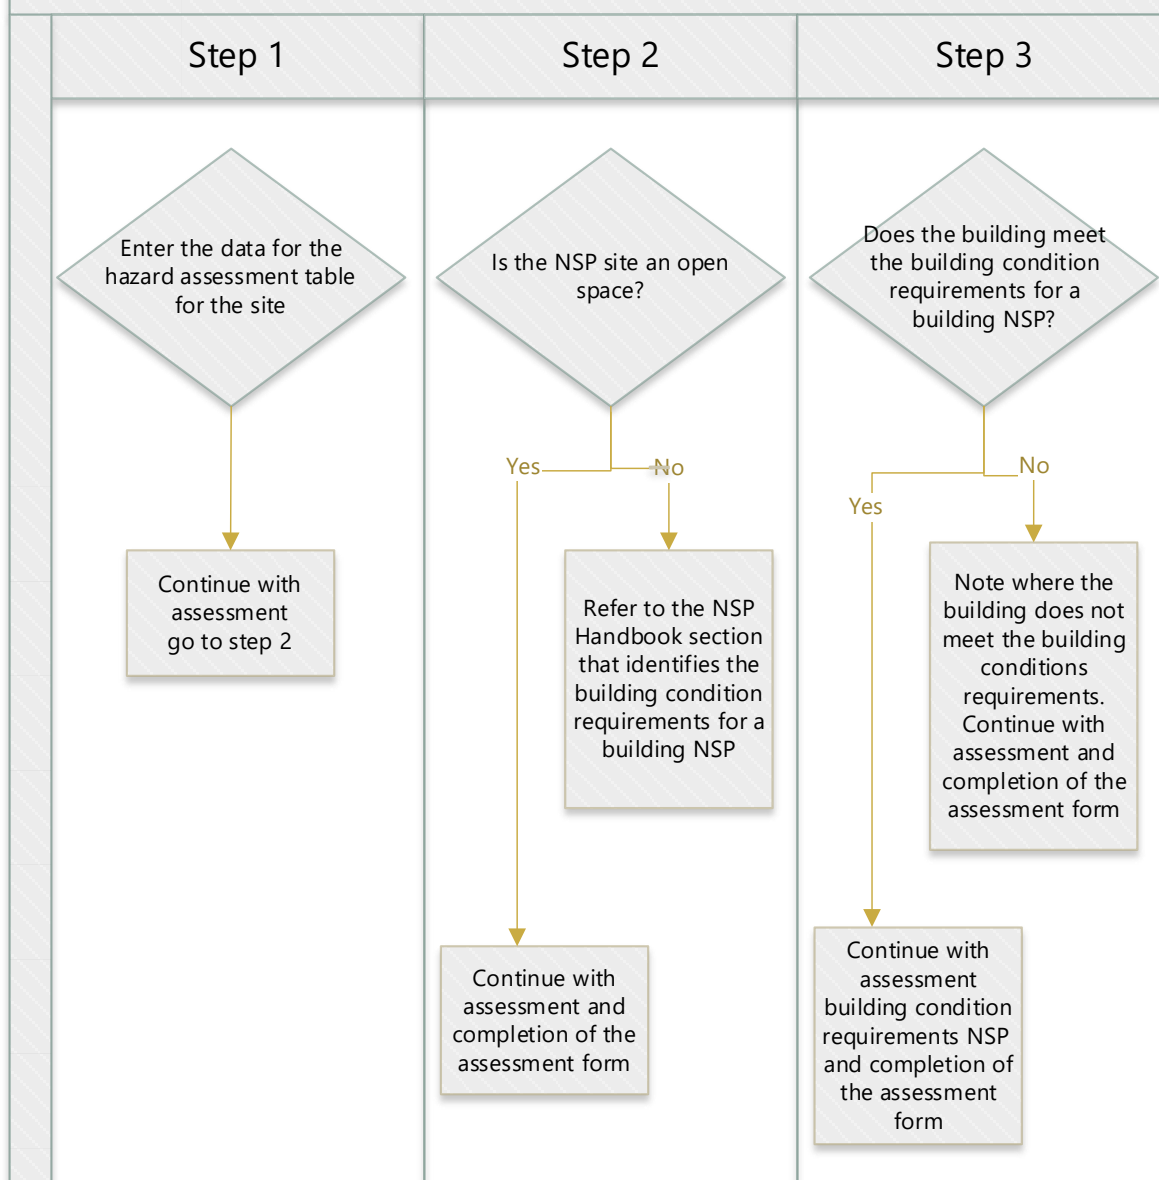 Step 1
Step 2
Step 3
Enter the data for the
hazard assessment table
for the site
Continue with
assessment
go to step 2
Is the NSP site an open
space?
Yes
No
Refer to the NSP
Handbook section
that identifies the
building condition
requirements for a
building NSP
Continue with
assessment and
completion of the
assessment form
Does the building meet
the building condition
requirements for a
building NSP?
Yes
No
Note where the
building does not
meet the building
conditions
requirements.
Continue with
assessment and
completion of the
assessment form
Continue with
assessment
building condition
requirements NSP
and completion of
the assessment
form